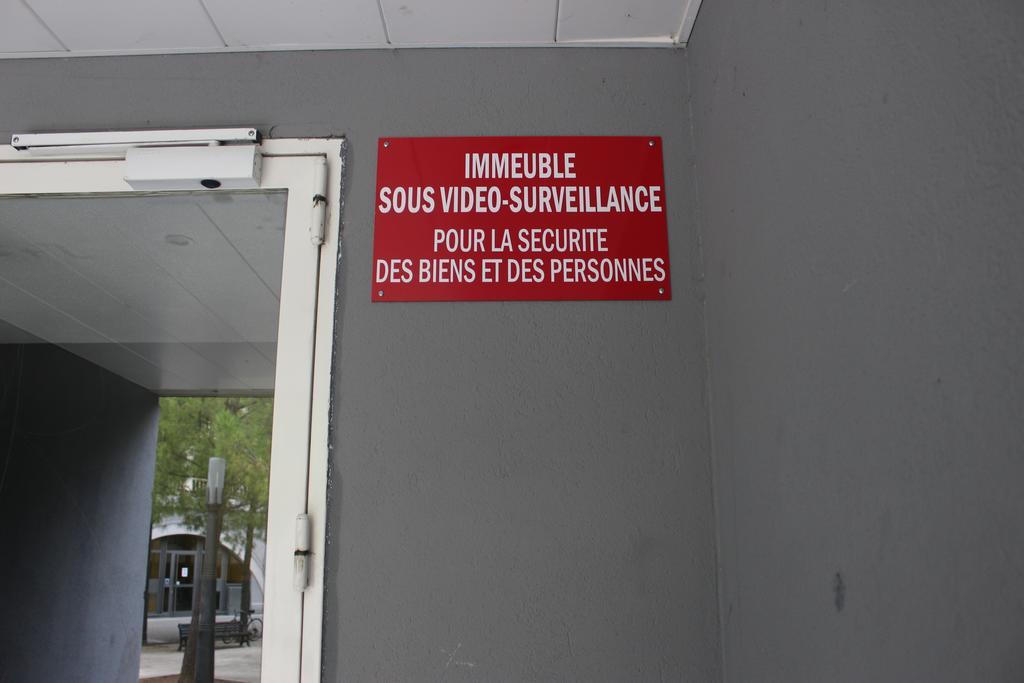 IMMEUBLE
SOUS VIDEO-SURVEILLANCE
POUR LA SECURITE
DES BIENS ET DES PERSONNES